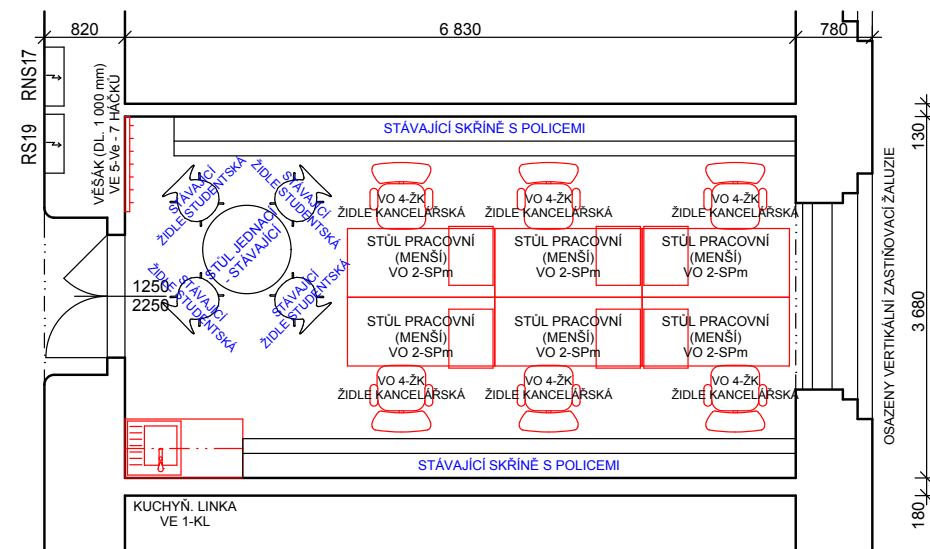 820
6 830
780
RNS17
RS19
VĚŠÁK (DL. 1 000 mm)
VE 5-Ve - 7 HÁČKŮ
STÁVAJÍCÍ SKŘÍNĚ S POLICEMI
130
3 680
180
OSAZENY VERTIKÁLNÍ ZASTIŇOVACÍ ŽALUZIE
STÁVAJÍCÍ
ŽIDLE STUDENTSKÁ
STÁVAJÍCÍ
ŽIDLE STUDENTSKÁ
STŮL JEDNACÍ
- STÁVAJÍCÍ
STÁVAJÍCÍ
ŽIDLE STUDENTSKÁ
STÁVAJÍCÍ
ŽIDLE STUDENTSKÁ
1250
2250
VO 4-ŽK
ŽIDLE KANCELÁŘSKÁ
VO 4-ŽK
ŽIDLE KANCELÁŘSKÁ
VO 4-ŽK
ŽIDLE KANCELÁŘSKÁ
STŮL PRACOVNÍ
(MENŠÍ)
VO 2-SPm
STŮL PRACOVNÍ
(MENŠÍ)
VO 2-SPm
STŮL PRACOVNÍ
(MENŠÍ)
VO 2-SPm
STŮL PRACOVNÍ
(MENŠÍ)
VO 2-SPm
STŮL PRACOVNÍ
(MENŠÍ)
VO 2-SPm
STŮL PRACOVNÍ
(MENŠÍ)
VO 2-SPm
VO 4-ŽK
ŽIDLE KANCELÁŘSKÁ
VO 4-ŽK
ŽIDLE KANCELÁŘSKÁ
VO 4-ŽK
ŽIDLE KANCELÁŘSKÁ
STÁVAJÍCÍ SKŘÍNĚ S POLICEMI
KUCHYŇ. LINKA
VE 1-KL